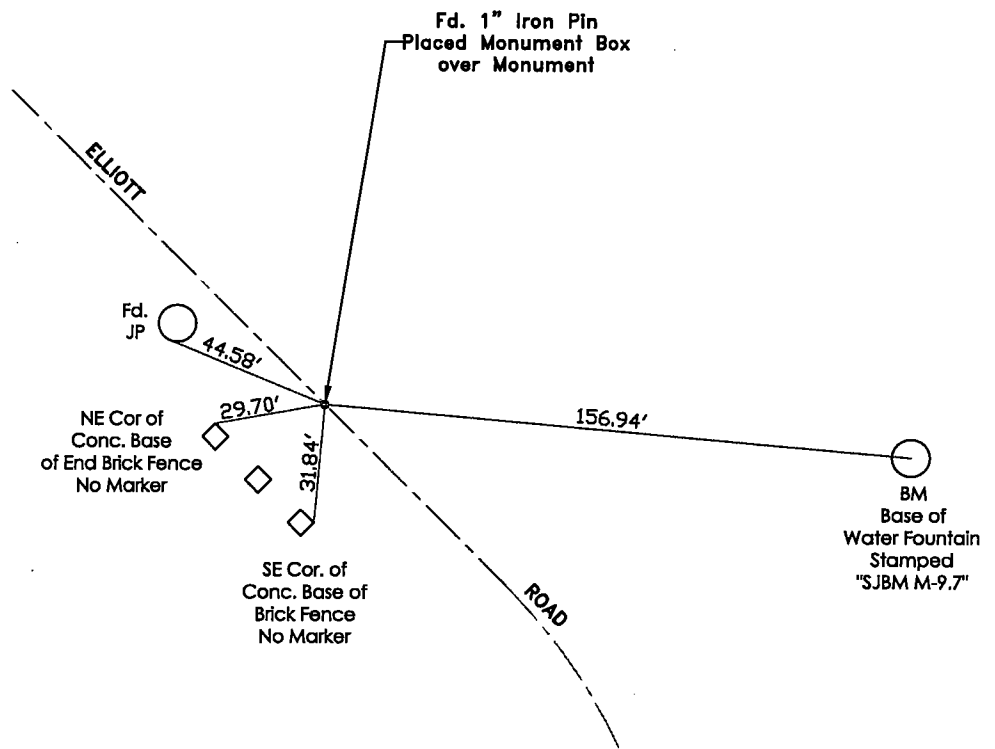 Fd. 1" Iron Pin
Placed Monument Box
over Monument
ELLIOTT
Fd.
JP
44.58'
29.70'
156.94'
NE Cor of
Conc. Base
of End Brick Fence
No Marker
31.84'
BM
Base of
Water Fountain
Stamped
"SJBM M-9.7"
SE Cor. of
Conc. Base of
Brick Fence
No Marker
ROAD